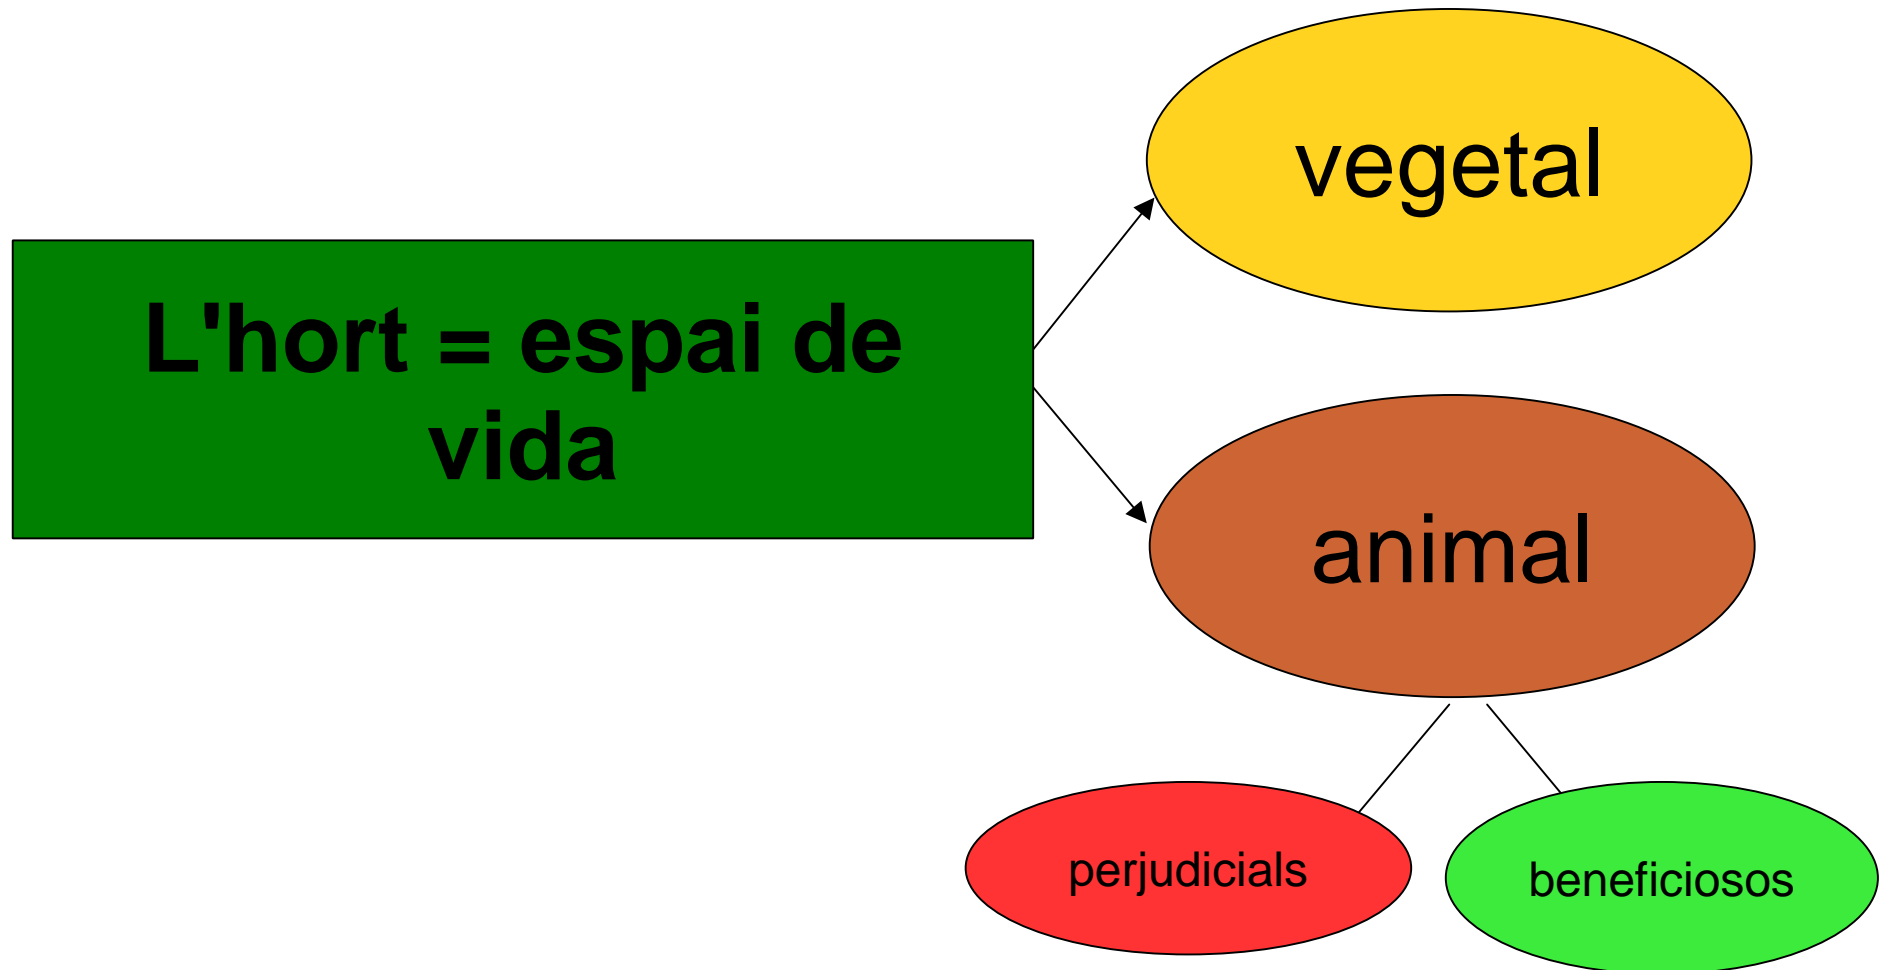 vegetal
L'hort = espai de
vida
animal
perjudicials
beneficiosos